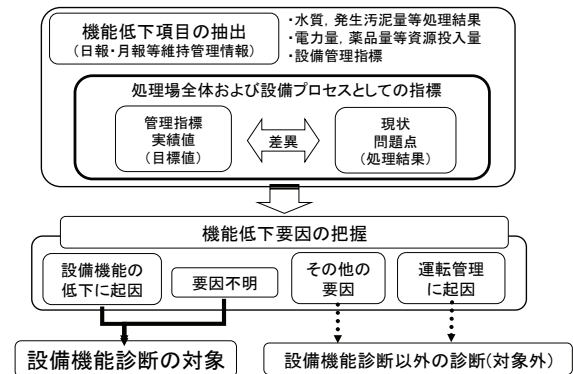 機能低下項目の抽出
(日報・月報等維持管理情報)
・水質，発生汚泥量等処理結果
・電力量，薬品量等資源投入量
・設備管理指標
処理場全体および設備プロセスとしての指標
管理指標
実績値
(目標値)
差異
現状
問題点
(処理結果)
機能低下要因の把握
設備機能の
低下に起因
要因不明
その他の
要因
運転管理
に起因
設備機能診断の対象
設備機能診断以外の診断(対象外)